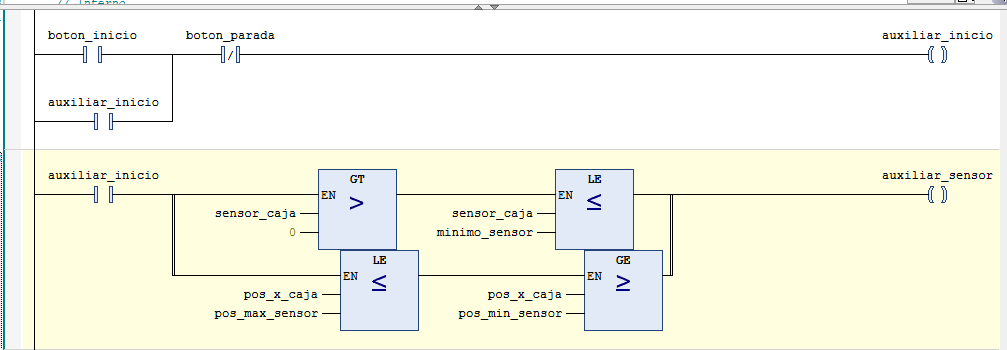 // Interno
boton_inicio boton_parada auxiliar_inicio
/
auxiliar_inicio
auxiliar_inicio GT LE auxiliar_sensor
EN > EN ≤
sensor_caja sensor_caja
0 minimo_sensor
LE GE
EN ≤ EN ≥
pos_x_caja pos_x_caja
pos_max_sensor pos_min_sensor